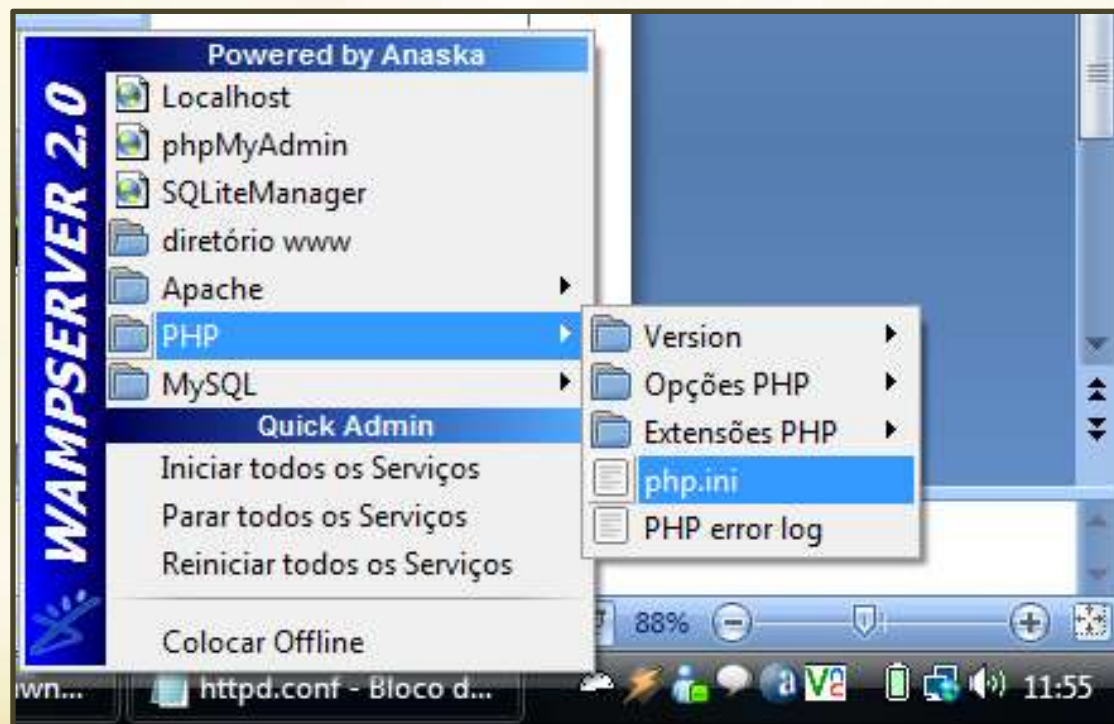 Powered by Anaska
WAMPSERVER 2.0
Localhost
phpMyAdmin
SQLiteManager
diretório www
Apache
PHP
MySQL
Version
Opções PHP
Extensões PHP
php.ini
PHP error log
Quick Admin
Iniciar todos os Serviços
Parar todos os Serviços
Reiniciar todos os Serviços
Colocar Offline
88%
wn...
httpd.conf - Bloco d...
11:55